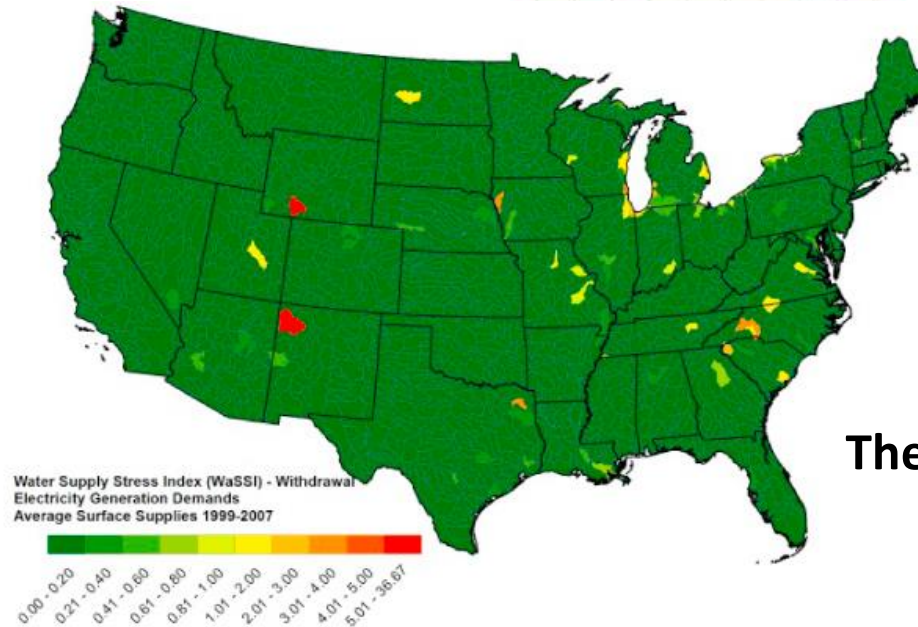 The
Water Supply Stress Index (WaSSI) - Withdrawal
Electricity Generation Demands
Average Surface Supplies 1999-2007
0.00 - 0.20
0.21 - 0.40
0.41 - 0.60
0.61 - 0.80
0.81 - 1.00
1.01 - 2.00
2.01 - 3.00
3.01 - 4.00
4.01 - 5.00
5.01 - 36.67